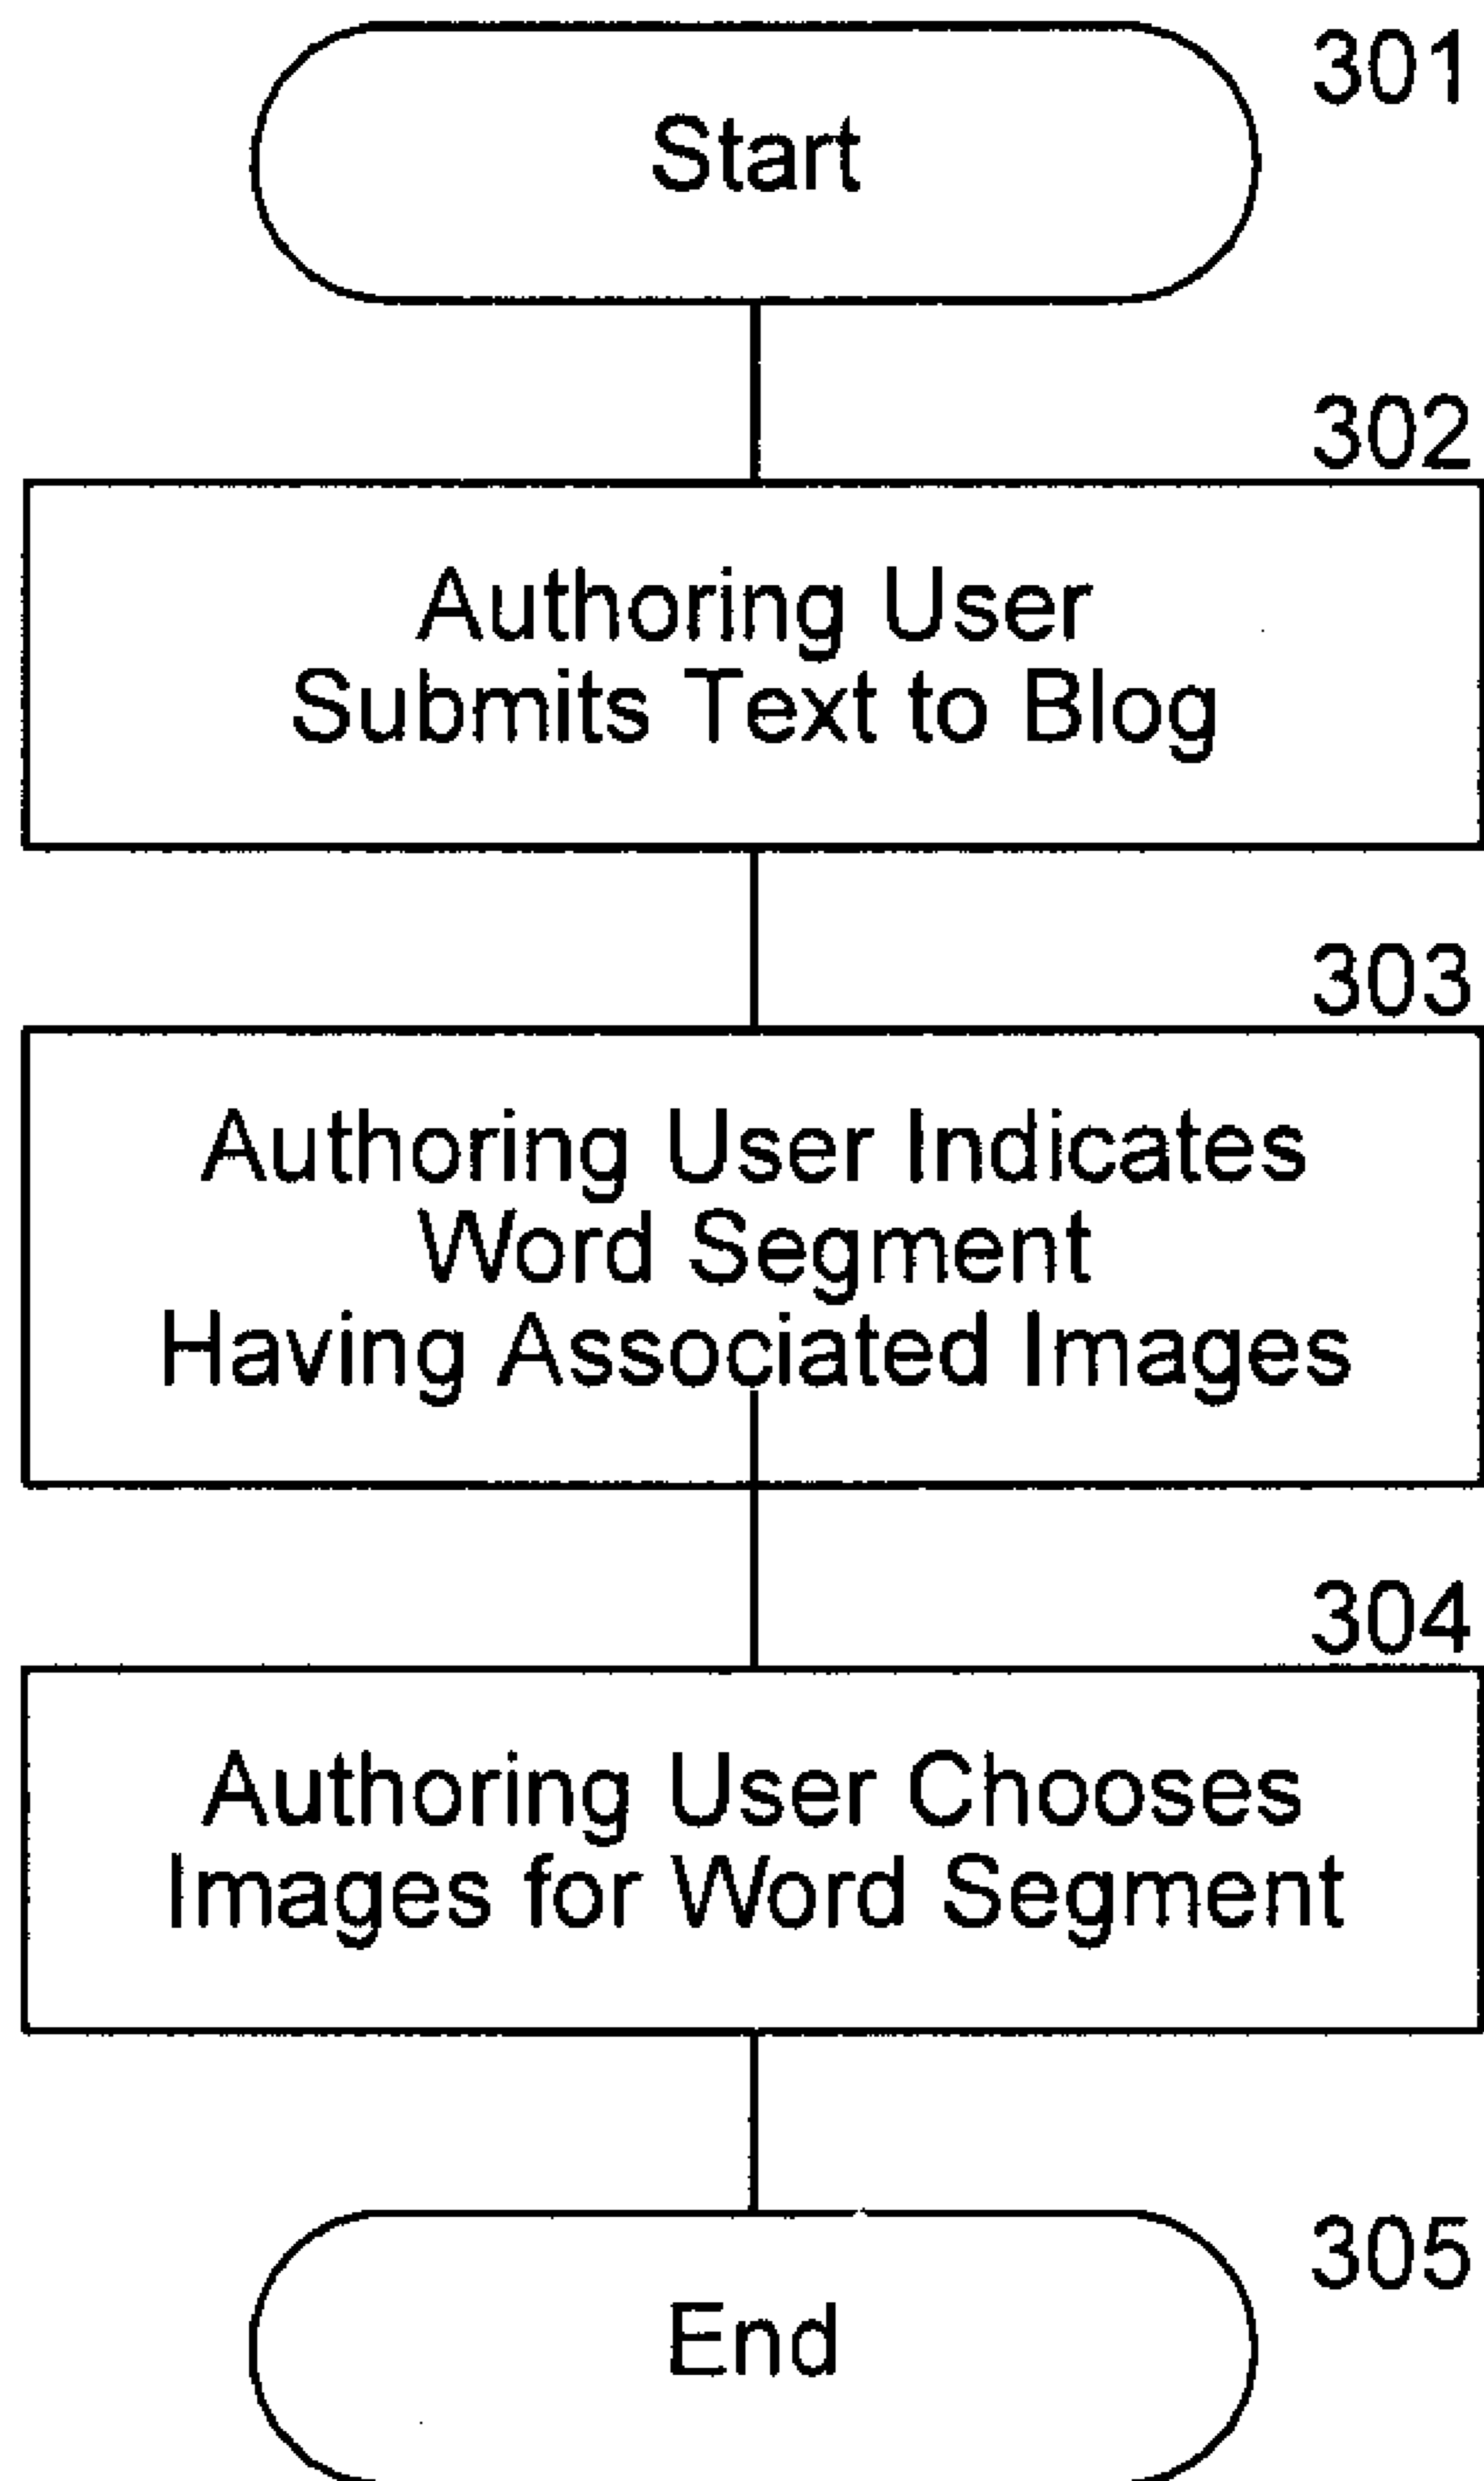 301
Start
302
Authoring User
Submits Text to Blog
303
Authoring User Indicates
Word Segment
Having Associated Images
304
Authoring User Chooses
Images for Word Segment
305
End